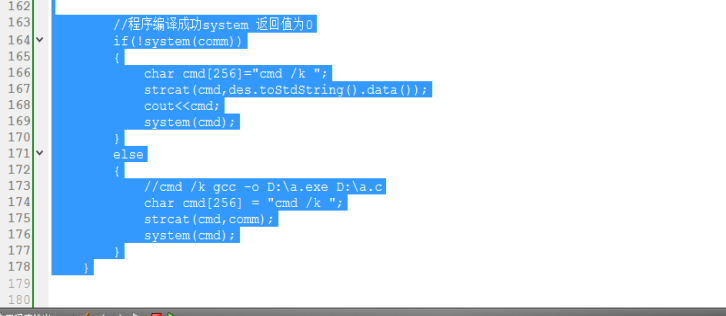 162
163 //程序编译成功system 返回值为0
164 if(!system(comm))
165 {
166 char cmd[256]="cmd /k ";
167 strcat(cmd,des.toStdString().data());
168 cout<<cmd;
169 system(cmd);
170 }
171 else
172 {
173 //cmd /k gcc -o D:\a.exe D:\a.c
174 char cmd[256] = "cmd /k ";
175 strcat(cmd,comm);
176 system(cmd);
177 }
178 }
179
180